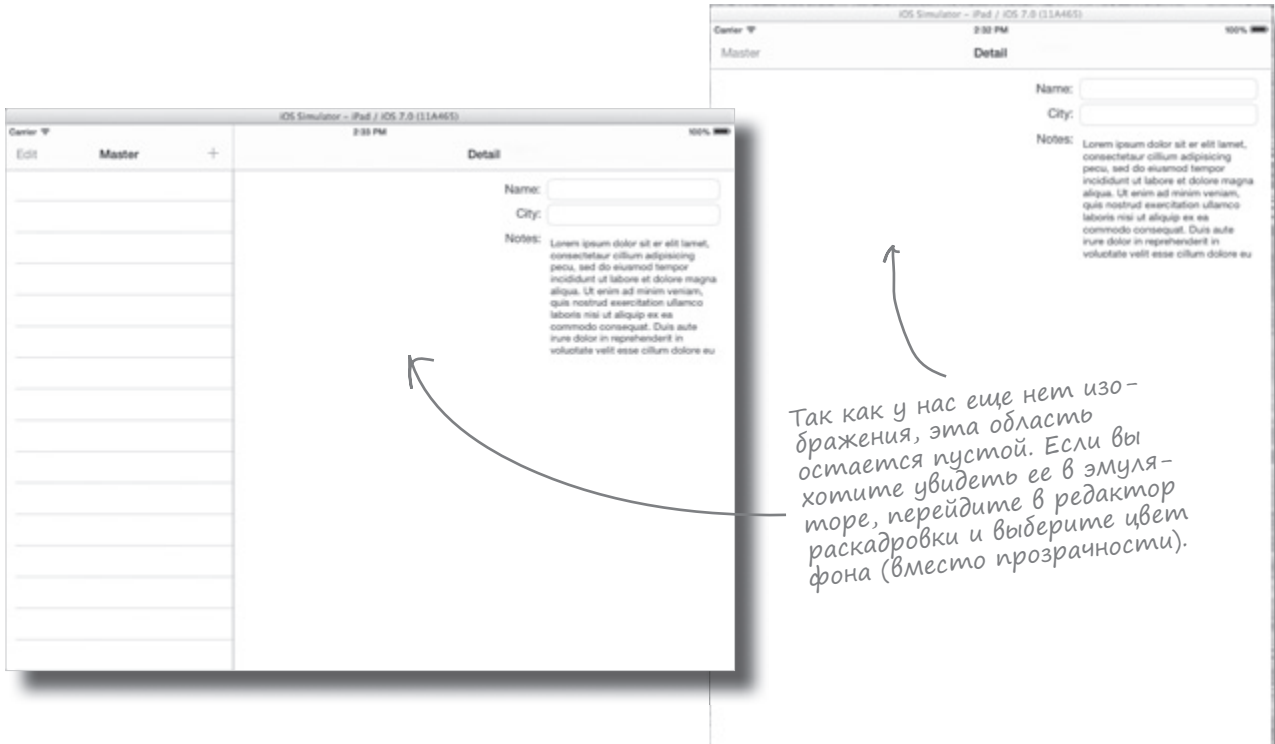 iOS Simulator – iPad / iOS 7.0 (11A465)
Carrier 2:32 PM 100%
Master Detail
Name:
City:
Notes: Lorem ipsum dolor sit er elit lamet,
consectetaur cillium adipisicing
pecu, sed do eiusmod tempor
incididunt ut labore et dolore magna
aliqua. Ut enim ad minim veniam,
quis nostrud exercitation ullamco
laboris nisi ut aliquip ex ea
commodo consequat. Duis aute
irure dolor in reprehenderit in
voluptate velit esse cillum dolore eu
iOS Simulator – iPad / iOS 7.0 (11A465)
Carrier 2:33 PM 100%
Edit Master + Detail
Name:
City:
Notes: Lorem ipsum dolor sit er elit lamet,
consectetaur cillium adipisicing
pecu, sed do eiusmod tempor
incididunt ut labore et dolore magna
aliqua. Ut enim ad minim veniam,
quis nostrud exercitation ullamco
laboris nisi ut aliquip ex ea
commodo consequat. Duis aute
irure dolor in reprehenderit in
voluptate velit esse cillum dolore eu
Так как у нас еще нет изо-
бражения, эта область
остается пустой. Если вы
хотите увидеть ее в эмуля-
торе, перейдите в редактор
раскадровки и выберите цвет
фона (вместо прозрачности).